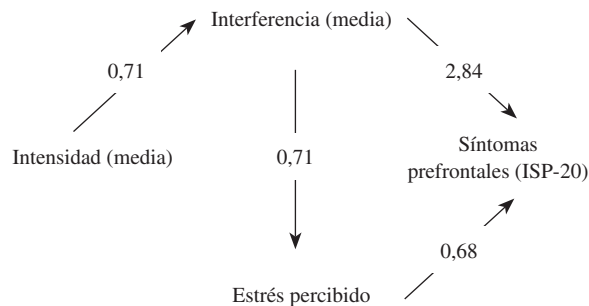 Interferencia (media)
0,71
2,84
Intensidad (media)
0,71
Síntomas
prefrontales (ISP-20)
0,68
Estrés percibido